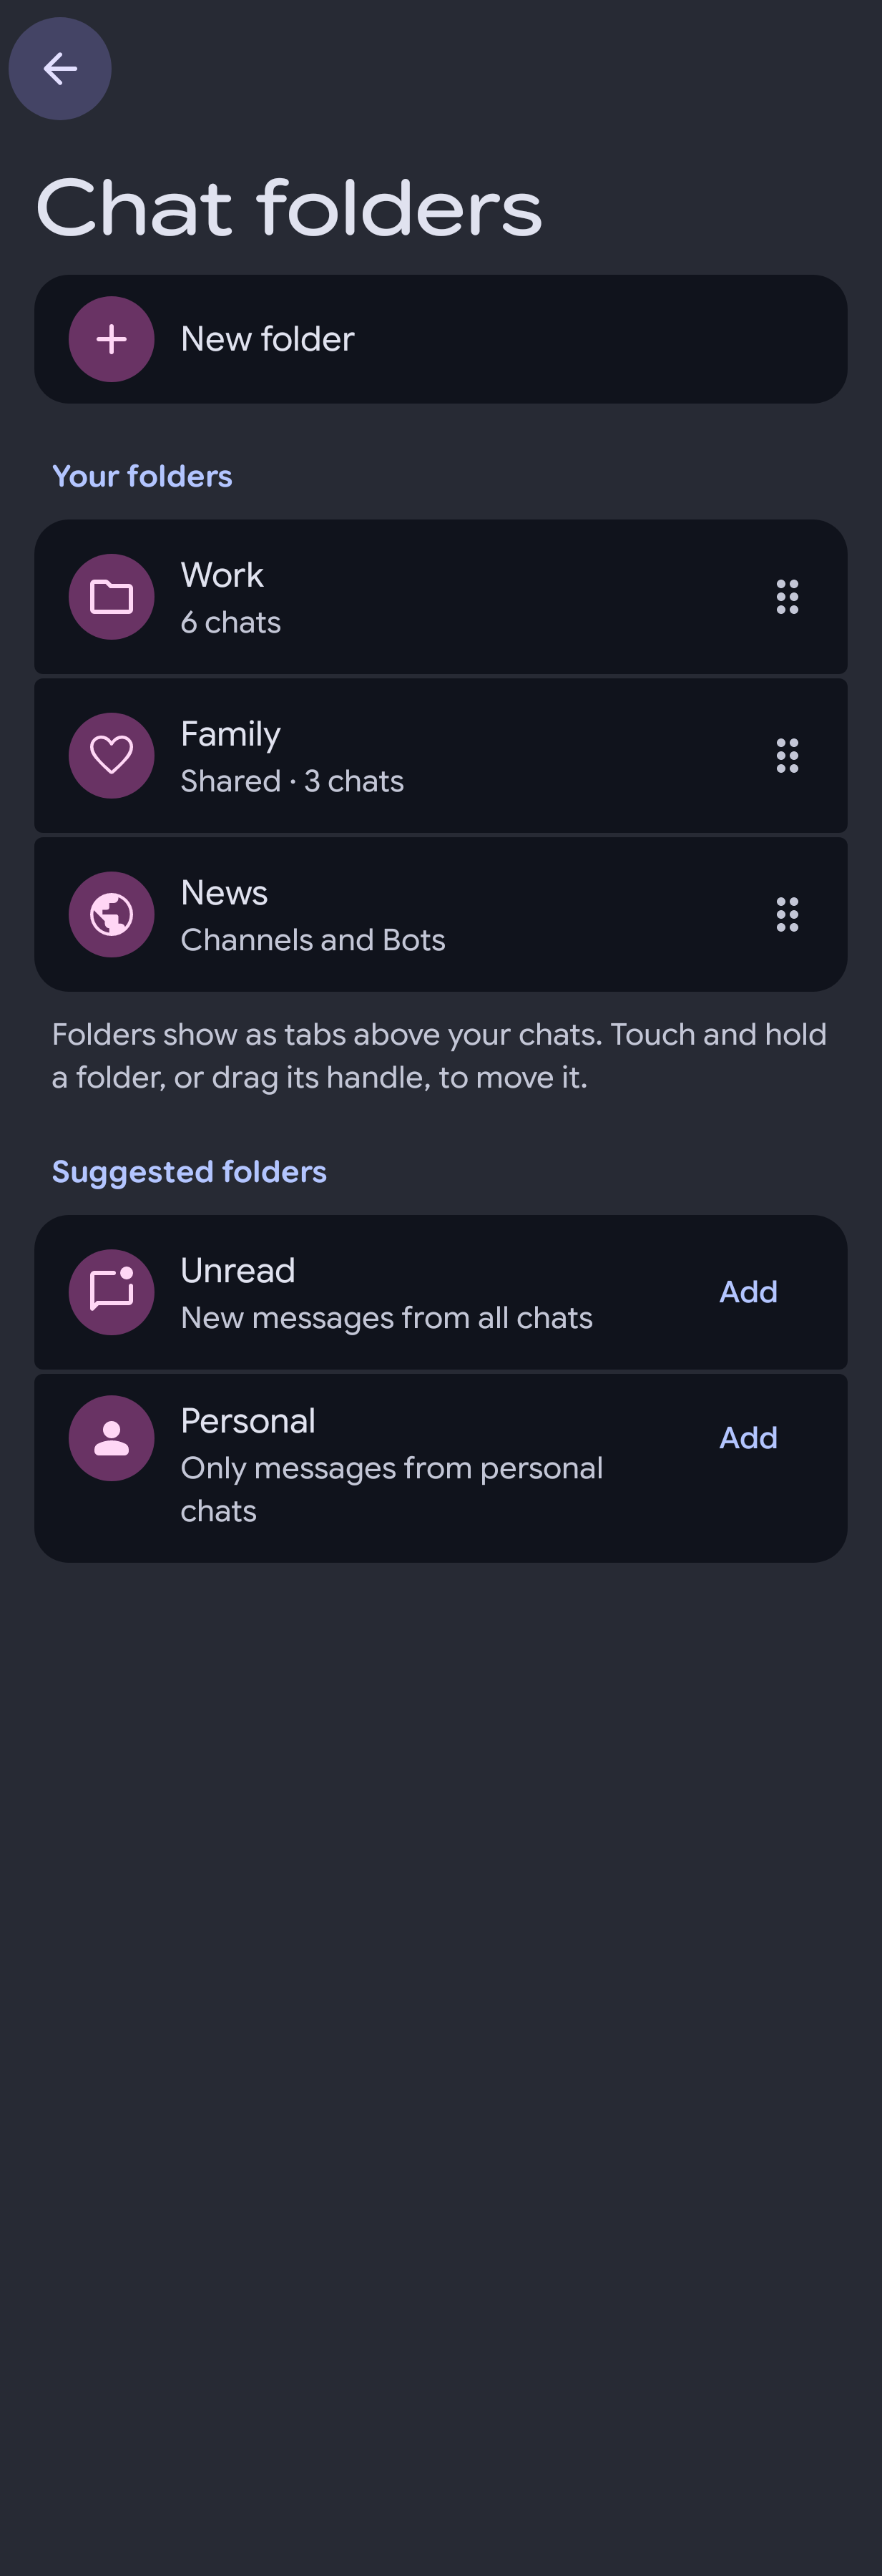 Chat folders
New folder
Your folders
Work
6 chats
Family
Shared · 3 chats
News
Channels and Bots
Folders show as tabs above your chats. Touch and hold
a folder, or drag its handle, to move it.
Suggested folders
Unread
New messages from all chats
Add
Personal
Only messages from personal
chats
Add